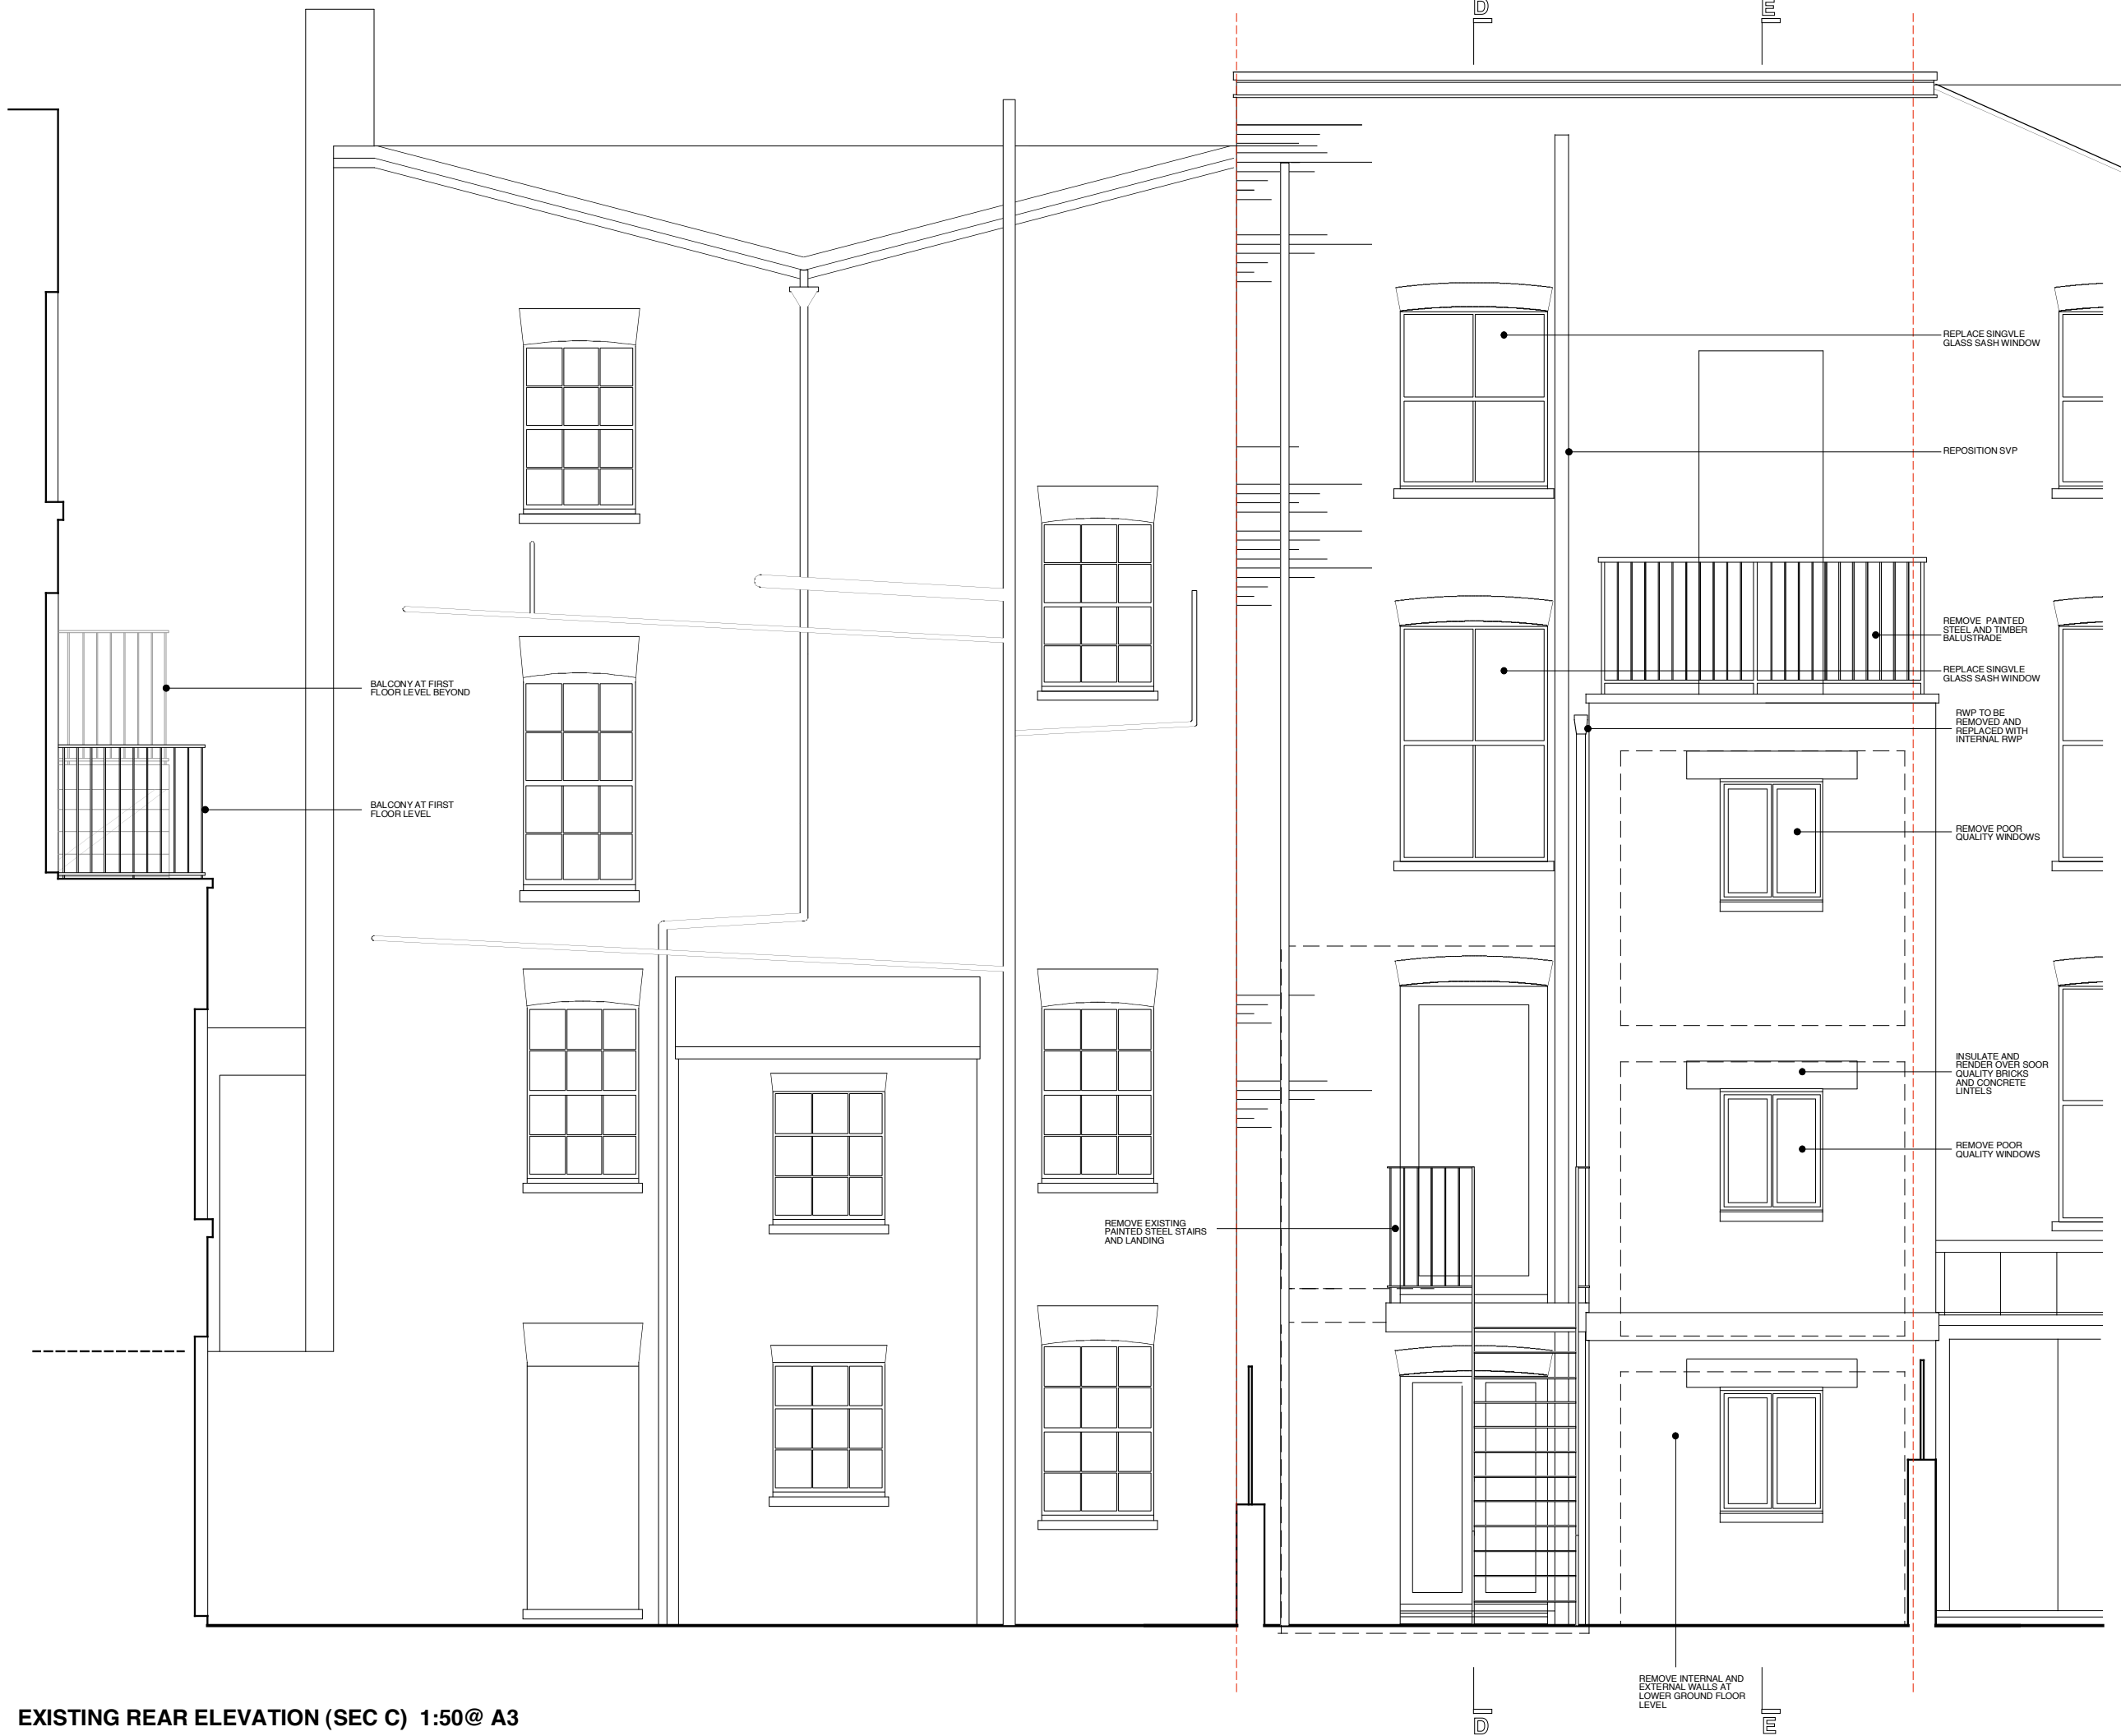 D
E
REPLACE SINGVLE
GLASS SASH WINDOW
REPOSITION SVP
REMOVE PAINTED
STEEL AND TIMBER
BALUSTRADE
REPLACE SINGVLE
GLASS SASH WINDOW
BALCONY AT FIRST
FLOOR LEVEL BEYOND
RWP TO BE
REMOVED AND
REPLACED WITH
INTERNAL RWP
BALCONY AT FIRST
FLOOR LEVEL
REMOVE POOR
QUALITY WINDOWS
INSULATE AND
RENDER OVER SOOR
QUALITY BRICKS
AND CONCRETE
LINTELS
REMOVE POOR
QUALITY WINDOWS
REMOVE EXISTING
PAINTED STEEL STAIRS
AND LANDING
REMOVE INTERNAL AND
EXTERNAL WALLS AT
LOWER GROUND FLOOR
LEVEL
D
E
EXISTING REAR ELEVATION (SEC C) 1:50@ A3